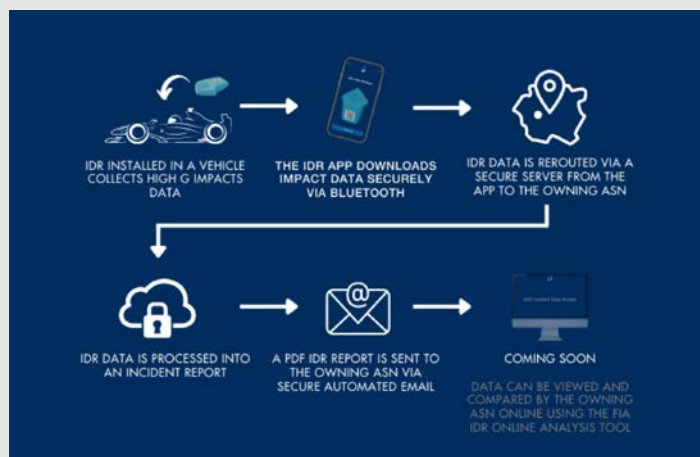 IDR INSTALLED IN A VEHICLE
COLLECTS HIGH G IMPACTS
DATA
THE IDR APP DOWNLOADS
IMPACT DATA SECURELY
VIA BLUETOOTH
IDR DATA IS REROUTED VIA A
SECURE SERVER FROM THE
APP TO THE OWNING ASN
IDR DATA IS PROCESSED INTO
AN INCIDENT REPORT
@
A PDF IDR REPORT IS SENT TO
THE OWNING ASN VIA
SECURE AUTOMATED EMAIL
COMING SOON
DATA CAN BE VIEWED AND
COMPARED BY THE OWNING
ASN ONLINE USING THE FIA
IDR ONLINE ANALYSIS TOOL